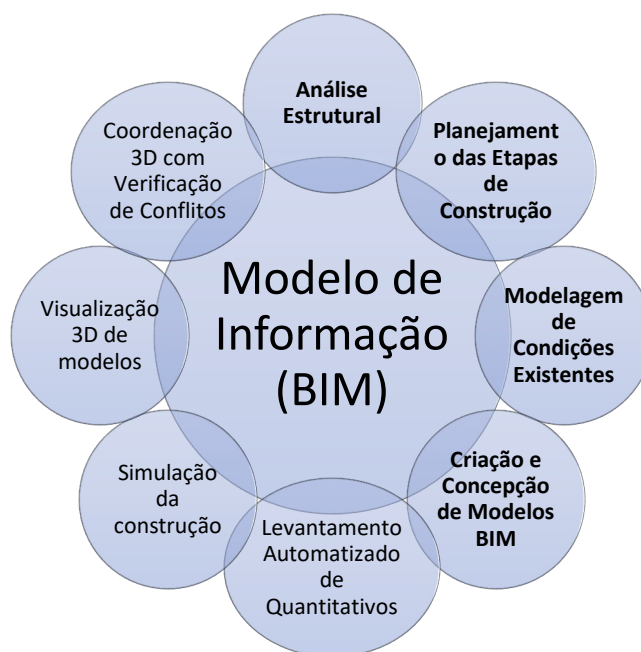 Análise
Estrutural
Planejament
o das Etapas
de
Construção
Modelagem
de
Condições
Existentes
Criação e
Concepção
de Modelos
BIM
Levantamento
Automatizado
de
Quantitativos
Simulação
da
construção
Visualização
3D de
modelos
Coordenação
3D com
Verificação
de Conflitos
Modelo de
Informação
(BIM)